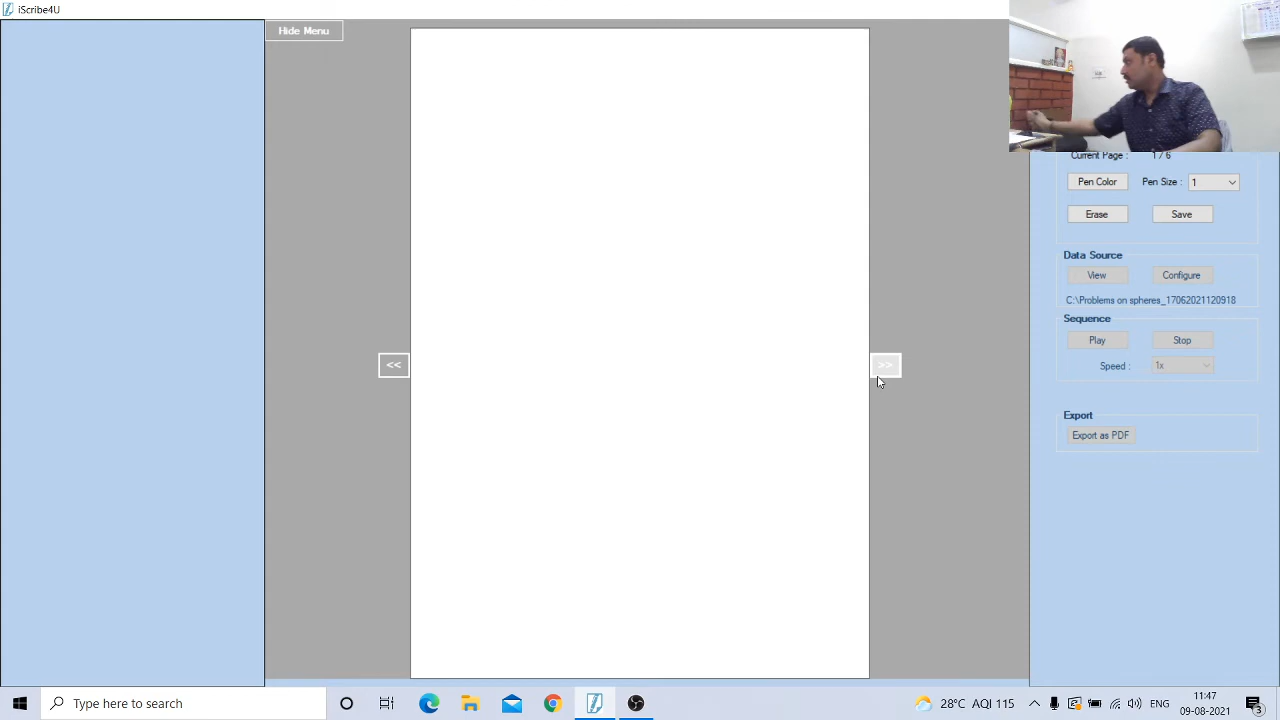 iScribe4U
Hide Menu
Current Page : 1 / 6
Pen Color Pen Size : 1
Erase Save
Data Source
View Configure
C:\Problems on spheres_17062021120918
Sequence
<< >>
Play Stop
Speed : 1x
Export
Export as PDF
Type here to search
28°C AQI 115
ENG
11:47
09-08-2021
3